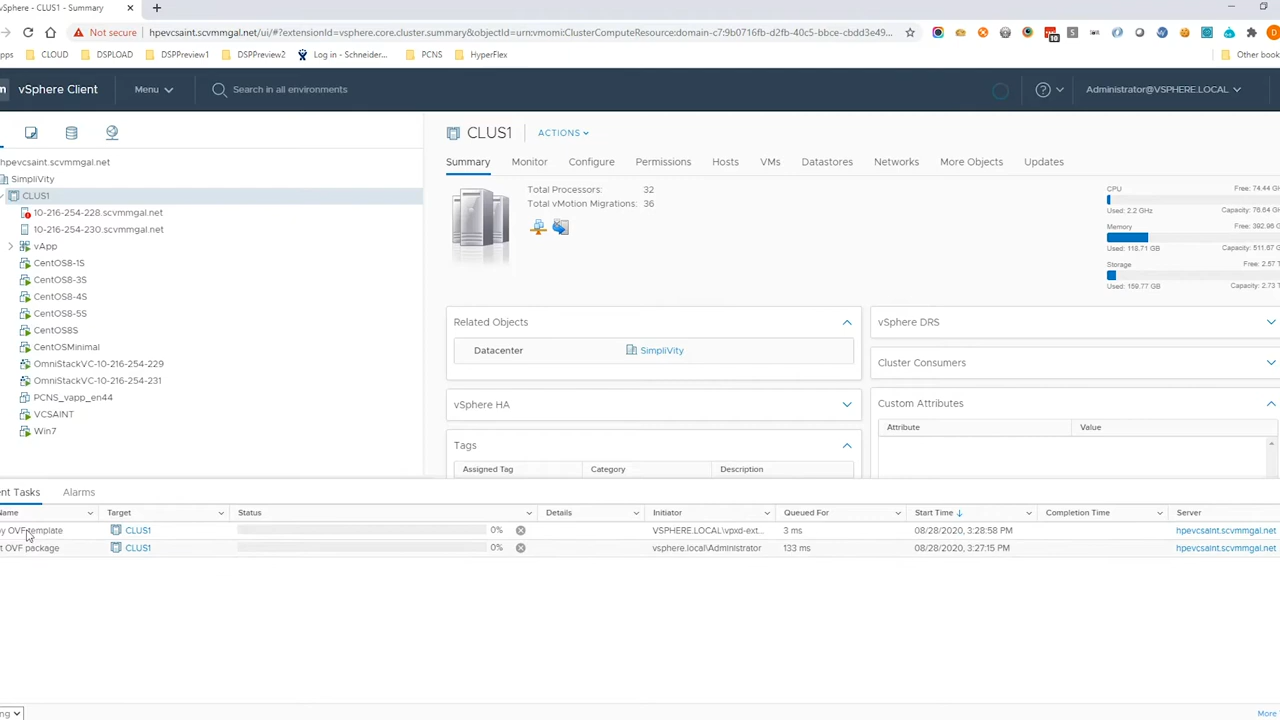 vSphere - CLUS1 - Summary
Not secure
hpevcsaint.scvmmgal.net/ui/#?extensionId=vsphere.core.cluster.summary&objectId=urn:vmomi:ClusterComputeResource:domain-c7:9b0716fb-d2fb-40c5-bbce-cbdd3e49...
10
pps CLOUD DSPLOAD DSPPreview1 DSPPreview2 Log in - Schneider... PCNS HyperFlex Other book
m vSphere Client Menu Search in all environments Administrator@VSPHERE.LOCAL
hpevcsaint.scvmmgal.net
SimpliVity
CLUS1
10-216-254-228.scvmmgal.net
10-216-254-230.scvmmgal.net
vApp
CentOS8-1S
CentOS8-3S
CentOS8-4S
CentOS8-5S
CentOS8S
CentOSMinimal
OmniStackVC-10-216-254-229
OmniStackVC-10-216-254-231
PCNS_vapp_en44
VCSAINT
Win7
CLUS1 ACTIONS
Summary Monitor Configure Permissions Hosts VMs Datastores Networks More Objects Updates
Total Processors: 32
Total vMotion Migrations: 36
CPU Free: 74.44 GH
Used: 2.2 GHz Capacity: 76.64 GH
Memory Free: 392.96 G
Used: 118.71 GB Capacity: 511.67 G
Storage Free: 2.57 T
Used: 159.77 GB Capacity: 2.73 T
Related Objects
Datacenter SimpliVity
vSphere HA
Tags
Assigned Tag Category Description
vSphere DRS
Cluster Consumers
Custom Attributes
Attribute Value
ent Tasks Alarms
Name Target Status Details Initiator Queued For Start Time Completion Time Server
oy OVF template CLUS1 0% VSPHERE.LOCAL\vpxd-ext... 3 ms 08/28/2020, 3:28:58 PM hpevcsaint.scvmmgal.net
t OVF package CLUS1 0% vsphere.local\Administrator 133 ms 08/28/2020, 3:27:15 PM hpevcsaint.scvmmgal.net
ng More